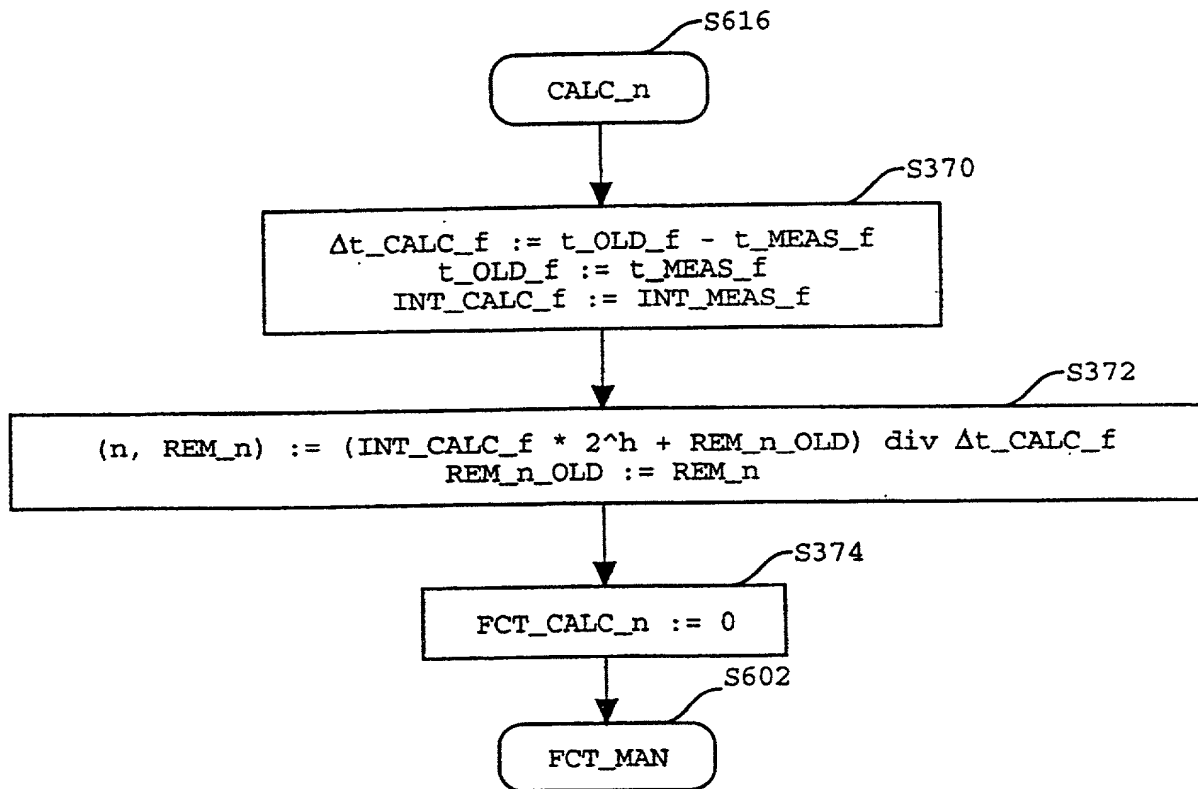 S616
CALC_n
S370
Δt_CALC_f := t_OLD_f - t_MEAS_f
t_OLD_f := t_MEAS_f
INT_CALC_f := INT_MEAS_f
S372
(n, REM_n) := (INT_CALC_f * 2^h + REM_n_OLD) div Δt_CALC_f
REM_n_OLD := REM_n
S374
FCT_CALC_n := 0
S602
FCT_MAN